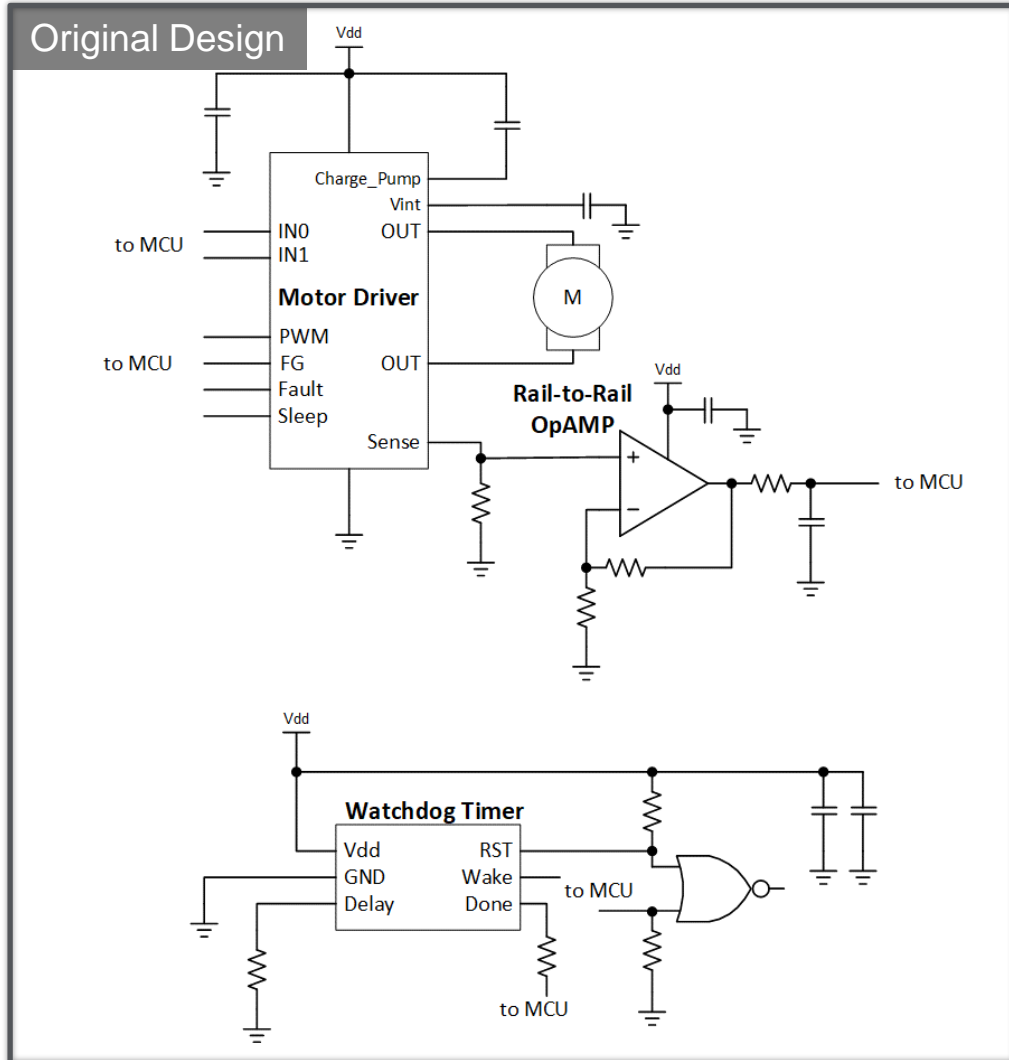 Original Design
Vdd
Charge_Pump
Vint
IN0
OUT
to MCU
IN1
Motor Driver
M
PWM
to MCU
FG
OUT
Fault
Sleep
Vdd
Rail-to-Rail
OpAMP
Sense
+
−
to MCU
Vdd
Watchdog Timer
Vdd
RST
GND
Wake
to MCU
Delay
Done
to MCU